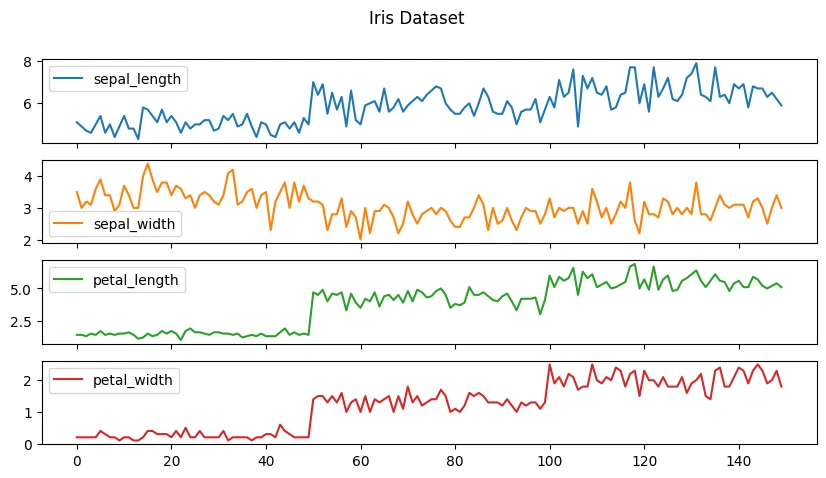 Iris Dataset
8
sepal_length
6
4
3
sepal_width
2
petal_length
5.0
2.5
petal_width
2
1
0
0 20 40 60 80 100 120 140